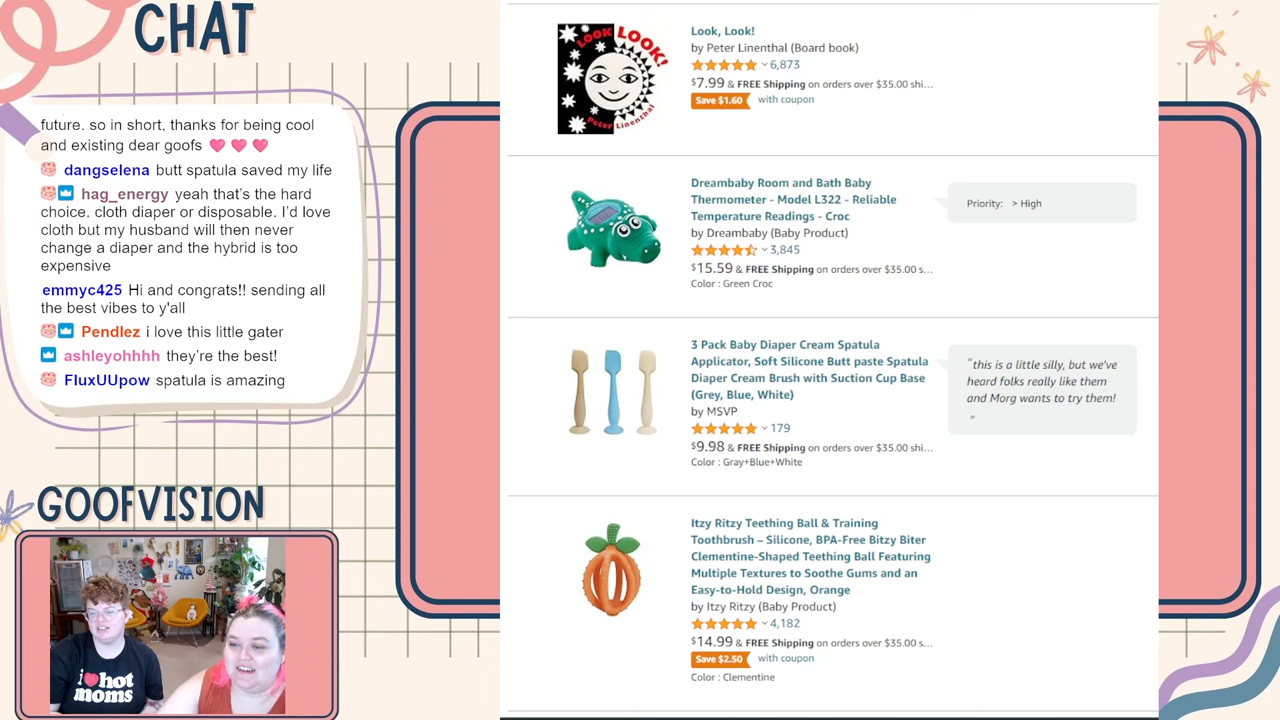 CHAT
future. so in short, thanks for being cool
and existing dear goofs
dangselena butt spatula saved my life
hag_energy yeah that's the hard
choice. cloth diaper or disposable. I'd love
cloth but my husband will then never
change a diaper and the hybrid is too
expensive
emmyc425 Hi and congrats!! sending all
the best vibes to y'all
Pendlez i love this little gater
ashleyohhhh they're the best!
FluxUUpow spatula is amazing
GOOFVISION
i hot
moms
LOOK LOOK!
Peter Linenthal
Look, Look!
by Peter Linenthal (Board book)
6,873
$7.99 & FREE Shipping on orders over $35.00 shi...
Save $1.60 with coupon
Dreambaby Room and Bath Baby
Thermometer - Model L322 - Reliable
Temperature Readings - Croc
by Dreambaby (Baby Product)
3,845
$15.59 & FREE Shipping on orders over $35.00 s...
Color : Green Croc
Priority: > High
3 Pack Baby Diaper Cream Spatula
Applicator, Soft Silicone Butt paste Spatula
Diaper Cream Brush with Suction Cup Base
(Grey, Blue, White)
by MSVP
179
$9.98 & FREE Shipping on orders over $35.00 shi...
Color : Gray+Blue+White
"this is a little silly, but we've
heard folks really like them
and Morg wants to try them!
"
Itzy Ritzy Teething Ball & Training
Toothbrush – Silicone, BPA-Free Bitzy Biter
Clementine-Shaped Teething Ball Featuring
Multiple Textures to Soothe Gums and an
Easy-to-Hold Design, Orange
by Itzy Ritzy (Baby Product)
4,182
$14.99 & FREE Shipping on orders over $35.00 s...
Save $2.50 with coupon
Color : Clementine